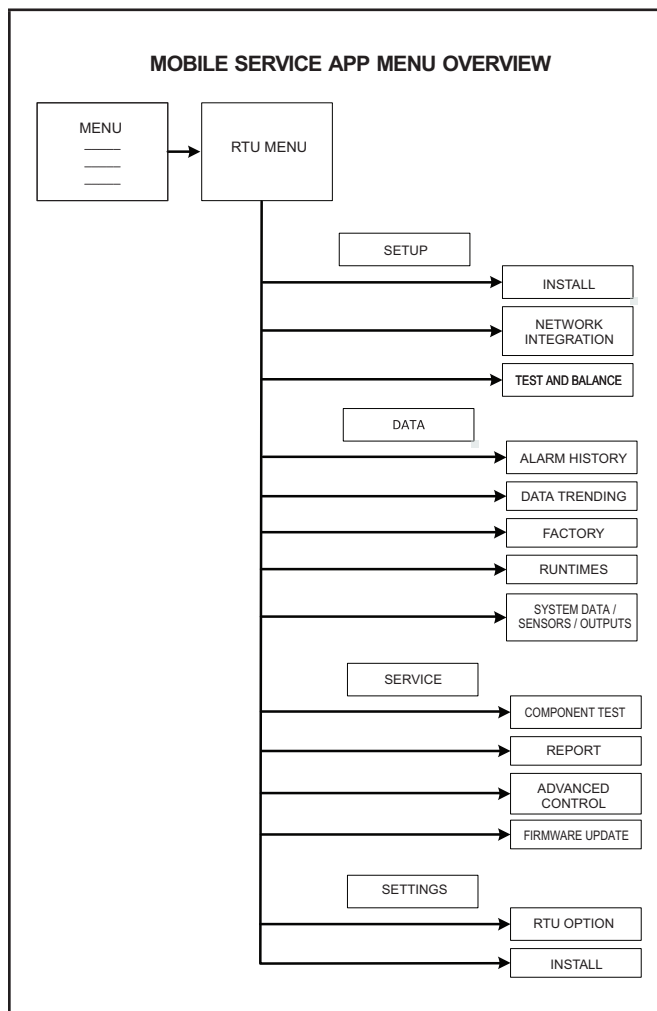 MOBILE SERVICE APP MENU OVERVIEW
MENU
RTU MENU
SETUP
INSTALL
NETWORK
INTEGRATION
TEST AND BALANCE
DATA
ALARM HISTORY
DATA TRENDING
FACTORY
RUNTIMES
SYSTEM DATA /
SENSORS / OUTPUTS
SERVICE
COMPONENT TEST
REPORT
ADVANCED
CONTROL
FIRMWARE UPDATE
SETTINGS
RTU OPTION
INSTALL